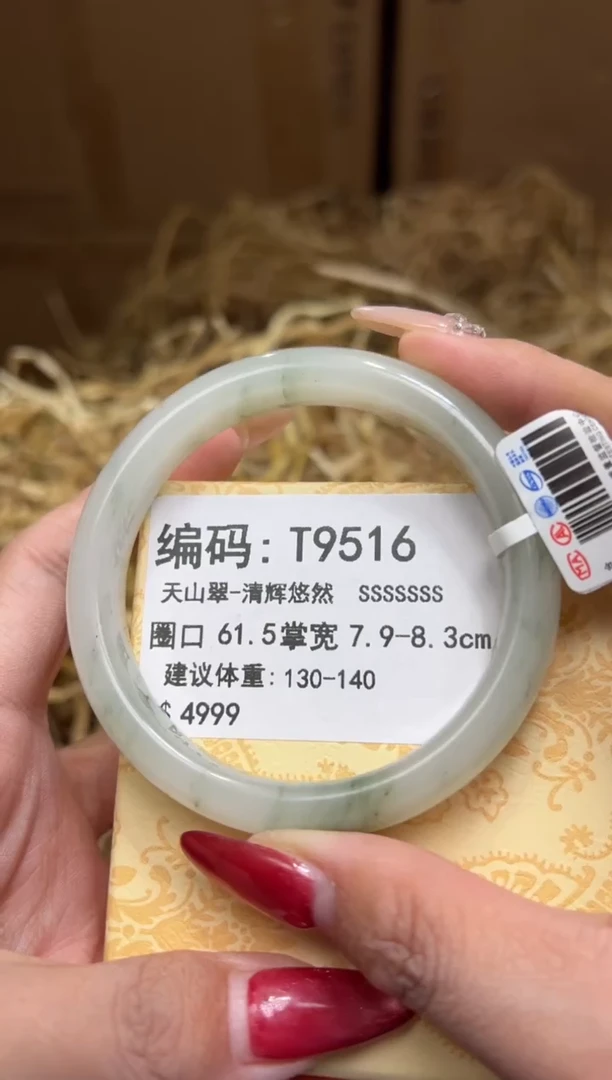 编码: T9516
天山翠-清辉悠然 SSSSSSS
圈口 61.5掌宽 7.9-8.3cm
建议体重: 130-140
$ 4999